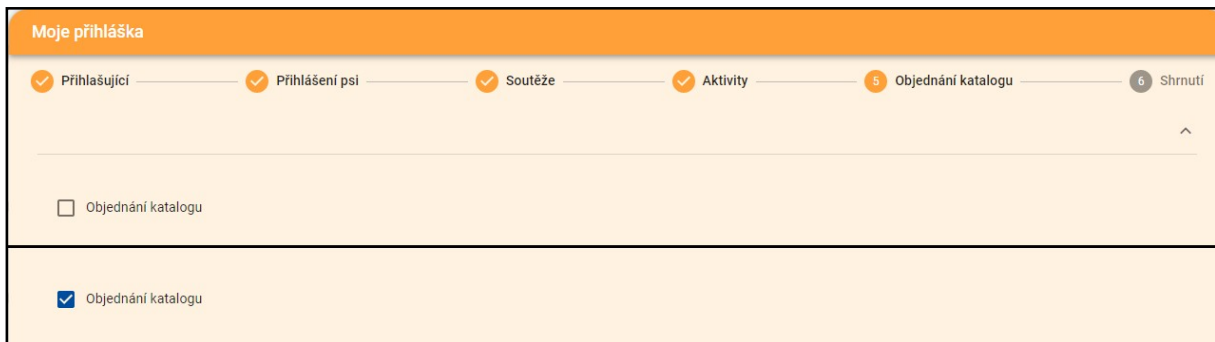 Moje přihláška
Přihlašující Přihlášení psi Soutěže Aktivity 5 Objednání katalogu 6 Shrnutí
Objednání katalogu
Objednání katalogu